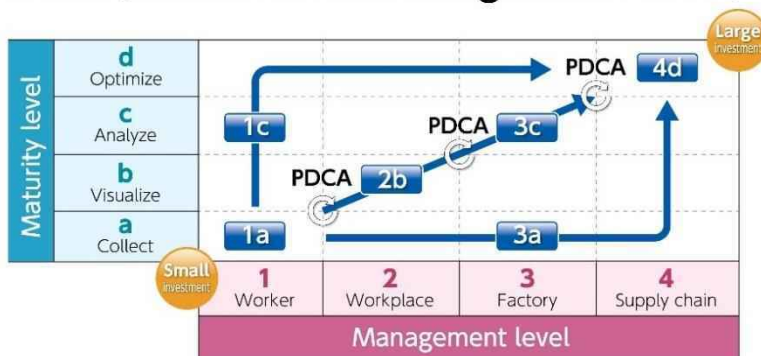 Large
investment
d
Optimize
PDCA
4d
c
Analyze
1c
PDCA
3c
b
Visualize
PDCA
2b
a
Collect
1a
3a
Maturity level
Small
investment
1
Worker
2
Workplace
3
Factory
4
Supply chain
Management level